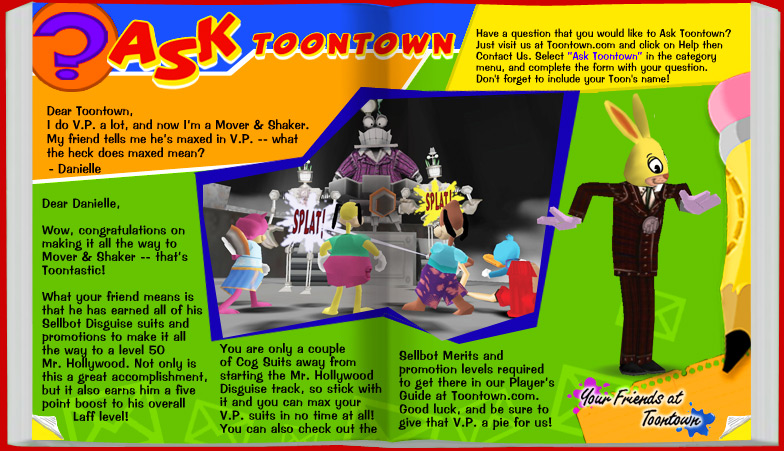 ? ASK TOONTOWN
Have a question that you would like to Ask Toontown?
Just visit us at Toontown.com and click on Help then
Contact Us. Select "Ask Toontown" in the category
menu, and complete the form with your question.
Don't forget to include your Toon's name!
Dear Toontown,
I do V.P. a lot, and now I'm a Mover & Shaker.
My friend tells me he's maxed in V.P. -- what
the heck does maxed mean?
- Danielle
SPLAT!
SPLAT!
Dear Danielle,
Wow, congratulations on
making it all the way to
Mover & Shaker -- that's
Toontastic!
What your friend means is
that he has earned all of his
Sellbot Disguise suits and
promotions to make it all
the way to a level 50
Mr. Hollywood. Not only is
this a great accomplishment,
but it also earns him a five
point boost to his overall
Laff level!
You are only a couple
of Cog Suits away from
starting the Mr. Hollywood
Disguise track, so stick with
it and you can max your
V.P. suits in no time at all!
You can also check out the
Sellbot Merits and
promotion levels required
to get there in our Player's
Guide at Toontown.com.
Good luck, and be sure to
give that V.P. a pie for us!
Your Friends at
Toontown